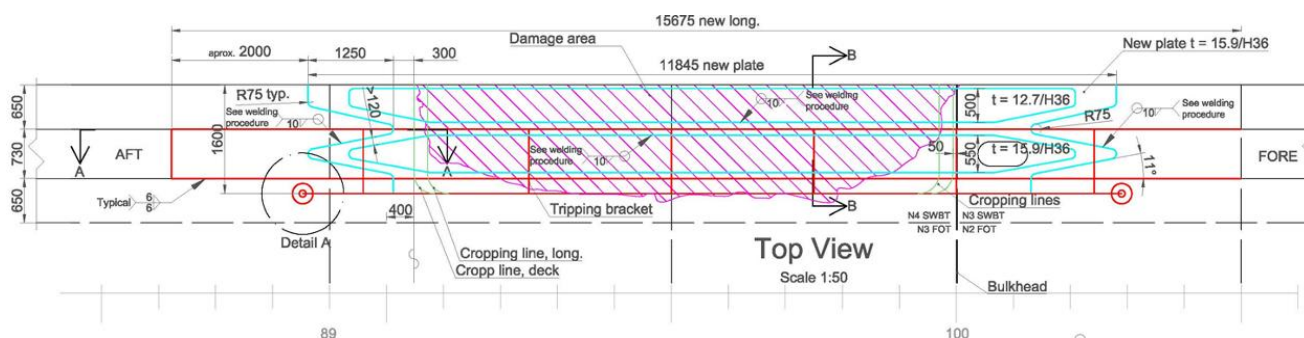 15675 new long.
aprox. 2000
1250
300
Damage area
B
New plate t = 15.9/H36
11845 new plate
650
R75 typ.
>120
See welding
procedure
10
500
t = 12.7/H36
See welding
procedure
10
R75
See welding
procedure
10
730
AFT
A
1600
A
See welding
procedure
10
50
550
t = 15.9/H36
11°
FORE
650
Typical
6
6
400
Tripping bracket
B
Cropping lines
N4 SWBT
N3 SWBT
N3 FOT
N2 FOT
Detail A
Cropping line, long.
Cropp line, deck
Top View
Scale 1:50
Bulkhead
89
100